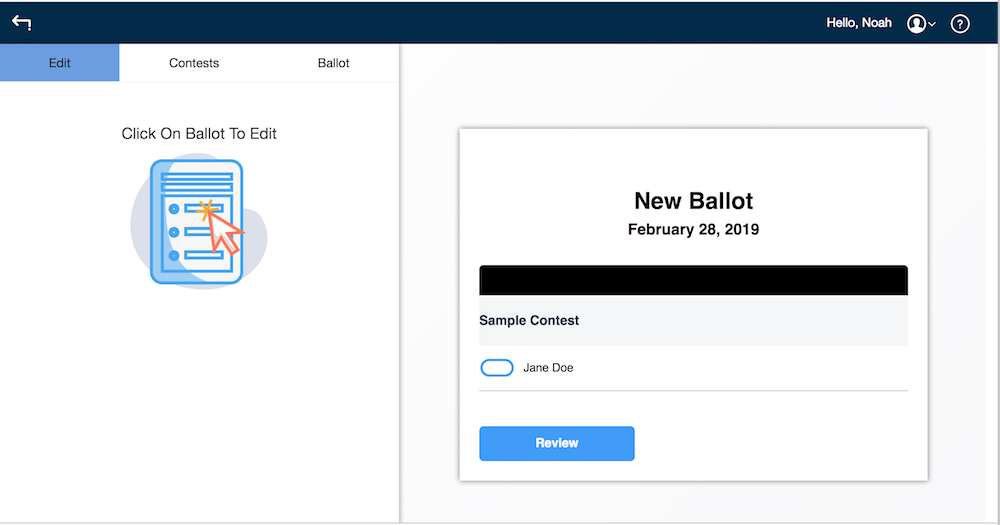 Hello, Noah
?
Edit
Contests
Ballot
Click On Ballot To Edit
New Ballot
February 28, 2019
Sample Contest
Jane Doe
Review